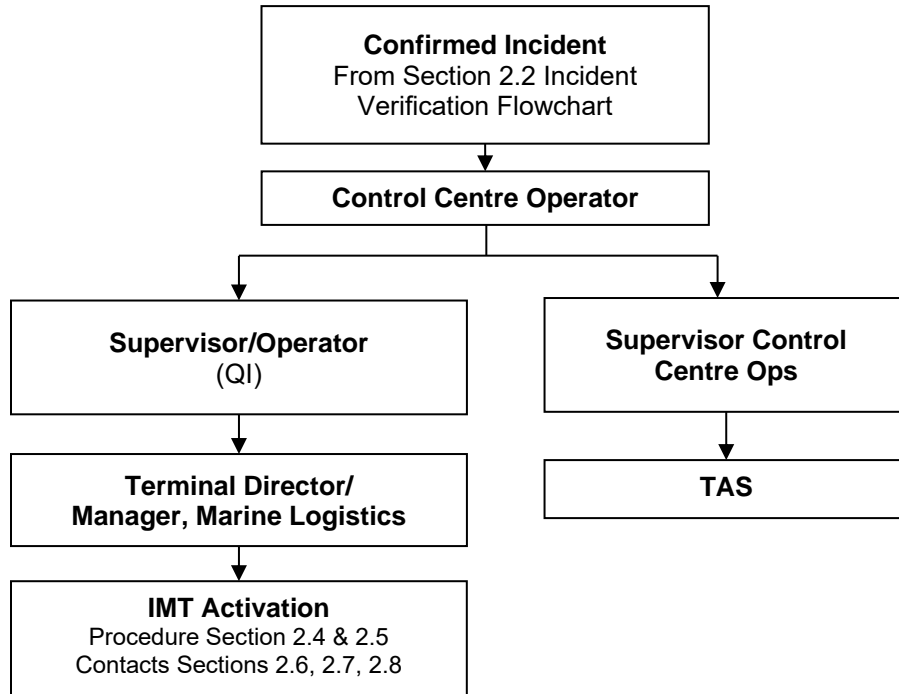 Confirmed Incident
From Section 2.2 Incident
Verification Flowchart
Control Centre Operator
Supervisor/Operator
(QI)
Supervisor Control
Centre Ops
Terminal Director/
Manager, Marine Logistics
TAS
IMT Activation
Procedure Section 2.4 & 2.5
Contacts Sections 2.6, 2.7, 2.8